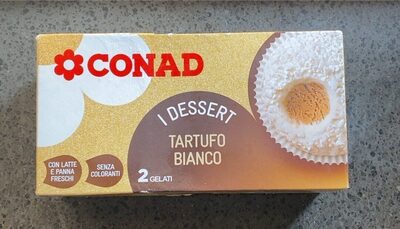 CONAD
I DESSERT
TARTUFO
BIANCO
CON LATTE
E PANNA
FRESCHI
SENZA
COLORANTI
2 GELATI